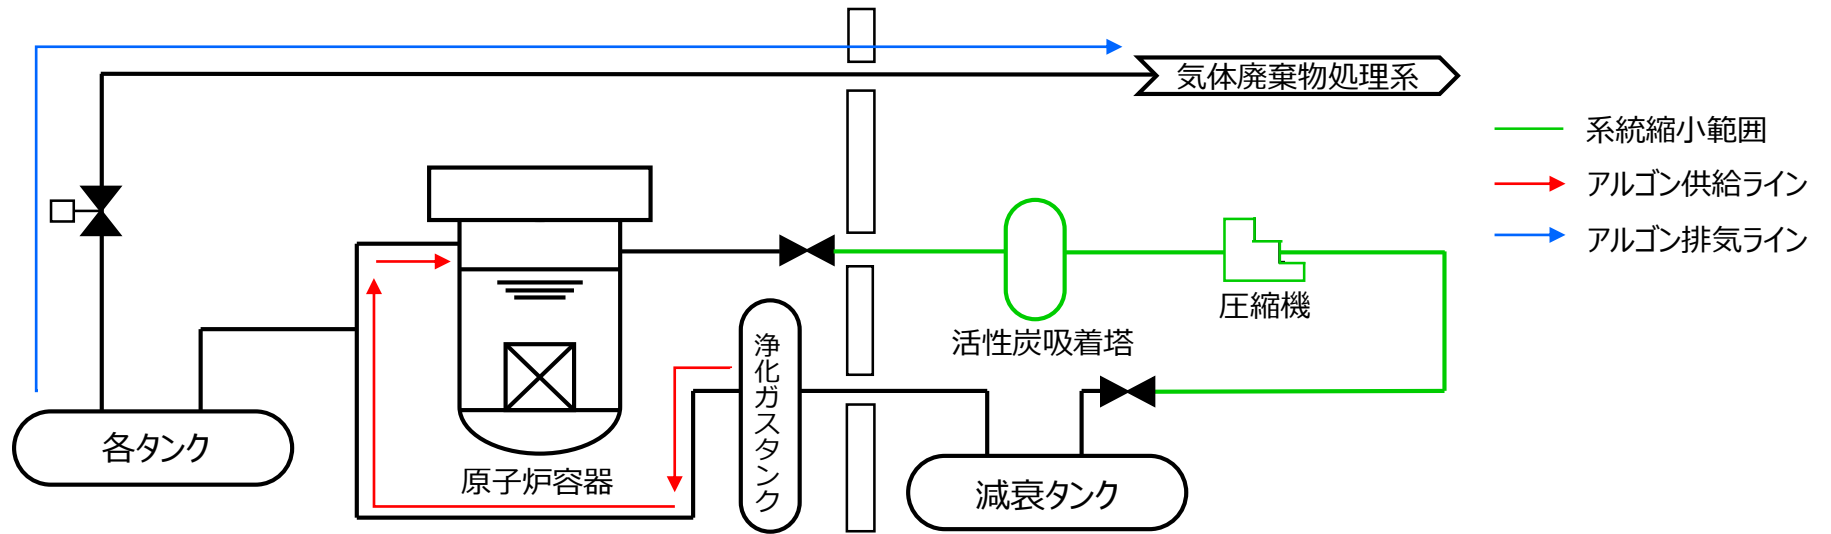 気体廃棄物処理系
系統縮小範囲
アルゴン供給ライン
アルゴン排気ライン
圧縮機
活性炭吸着塔
浄化ガスタンク
各タンク
原子炉容器
減衰タンク